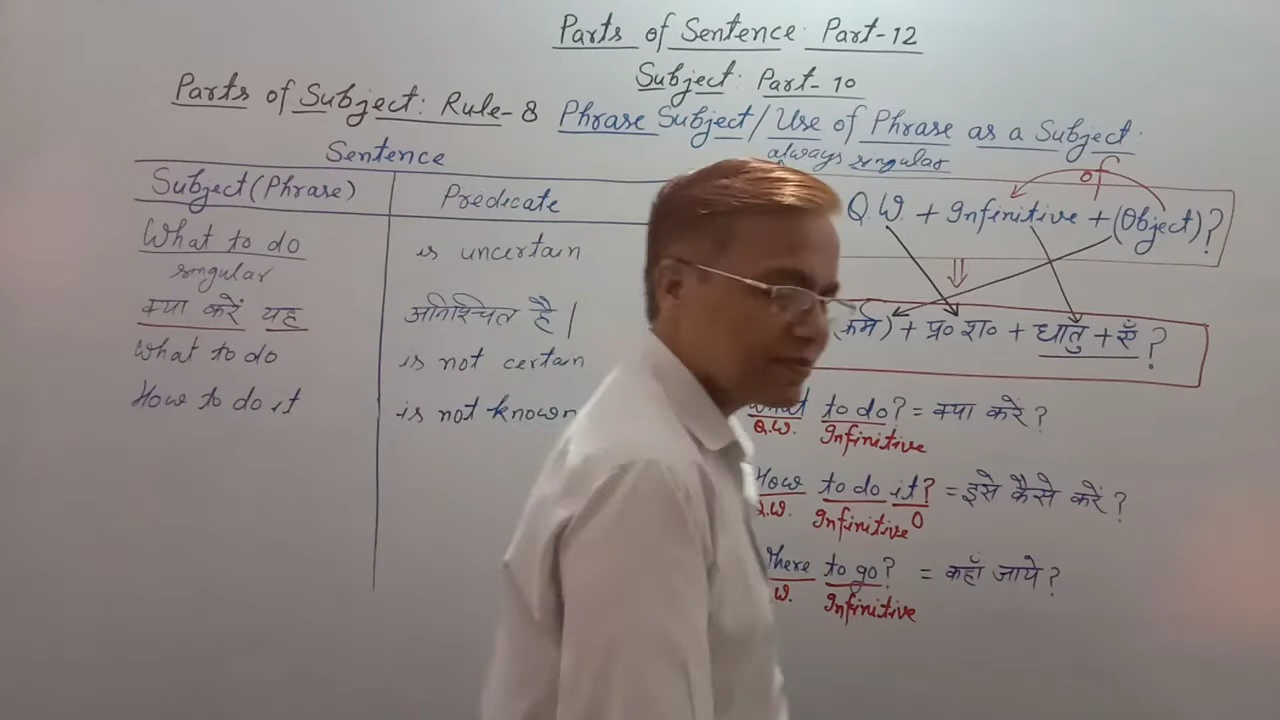 Parts of Sentence: Part-12
Subject: Part-10
Parts of Subject: Rule-8 Phrase Subject/Use of Phrase as a Subject:
always singular
Sentence
Subject (Phrase) Predicate
What to do is uncertain
singular
क्या करें यह अनिश्चित है |
What to do is not certain
How to do it is not known
of
Q.W. + Infinitive + (Object)?
(कर्म) + प्र० श० + धातु + एँ ?
What to do? = क्या करें ?
Q.W. Infinitive
How to do it? = इसे कैसे करें ?
Q.W. Infinitive O
Where to go? = कहाँ जाये ?
W. Infinitive